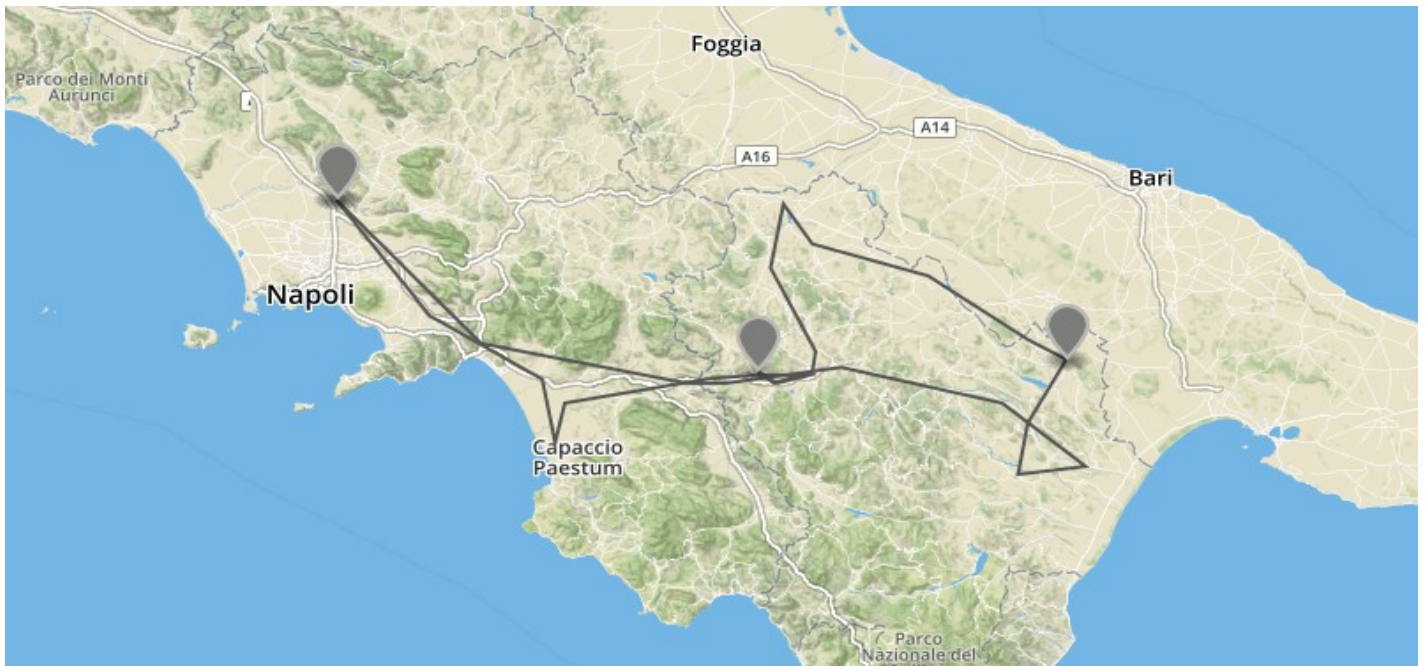 Foggia
Parco dei Monti
Aurunci
A14
A16
Bari
Napoli
Capaccio
Paestum
Parco
Nazionale del